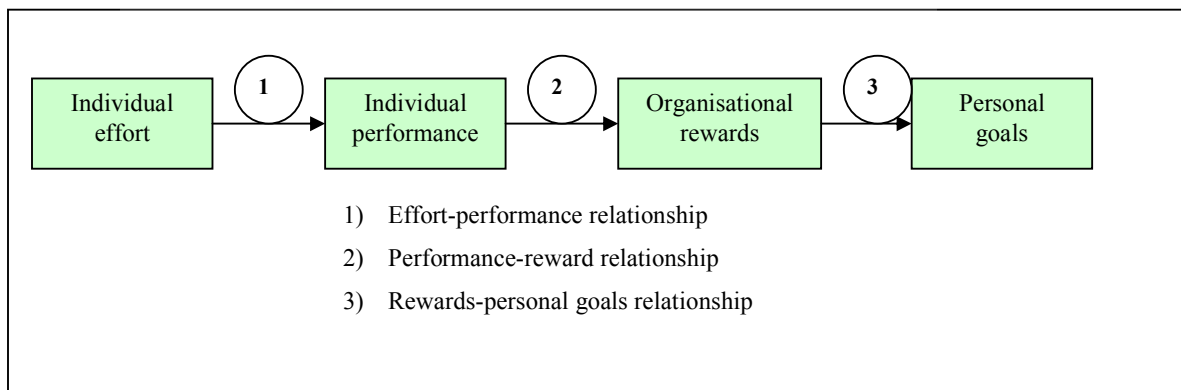 1
2
3
Individual
effort
Individual
performance
Organisational
rewards
Personal
goals
1) Effort-performance relationship
2) Performance-reward relationship
3) Rewards-personal goals relationship